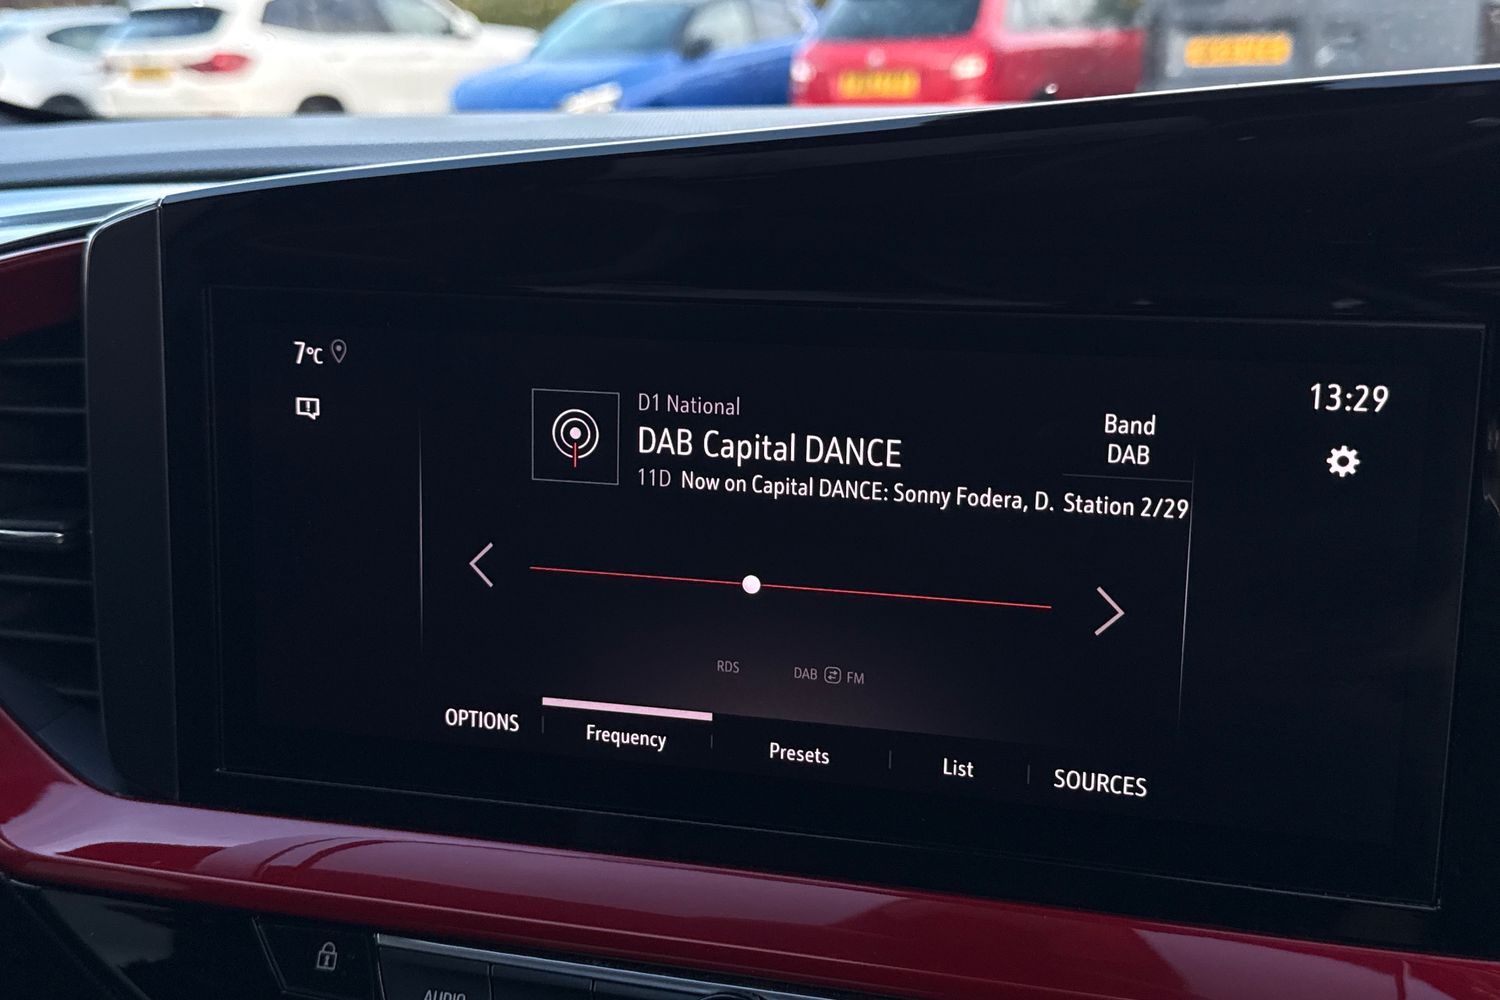 7°C
13:29
D1 National
DAB Capital DANCE
11D Now on Capital DANCE: Sonny Fodera, D. Station 2/29
Band
DAB
RDS
DAB FM
OPTIONS
Frequency
Presets
List
SOURCES
AUDIO